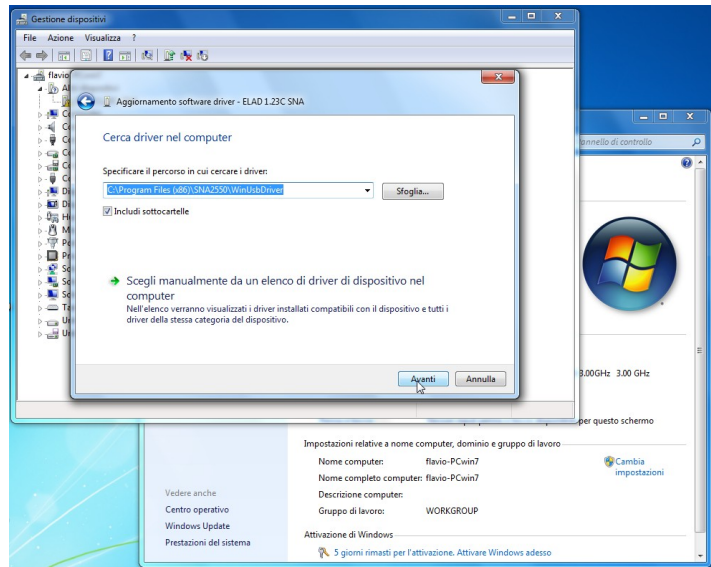 Gestione dispositivi
File Azione Visualizza ?
flavio
Aggiornamento software driver - ELAD 1.23C SNA
Cerca driver nel computer
Specificare il percorso in cui cercare i driver:
C:\Program Files (x86)\SNA2550\WinUsbDriver
Sfoglia...
Includi sottocartelle
Scegli manualmente da un elenco di driver di dispositivo nel
computer
Nell'elenco verranno visualizzati i driver installati compatibili con il dispositivo e tutti i
driver della stessa categoria del dispositivo.
Avanti Annulla
di controllo
3.00GHz 3.00 GHz
per questo schermo
Impostazioni relative a nome computer, dominio e gruppo di lavoro
Nome computer: flavio-PCwin7
Cambia
impostazioni
Nome completo computer: flavio-PCwin7
Descrizione computer:
Gruppo di lavoro: WORKGROUP
Attivazione di Windows
5 giorni rimasti per l'attivazione. Attivare Windows adesso
Vedere anche
Centro operativo
Windows Update
Prestazioni del sistema